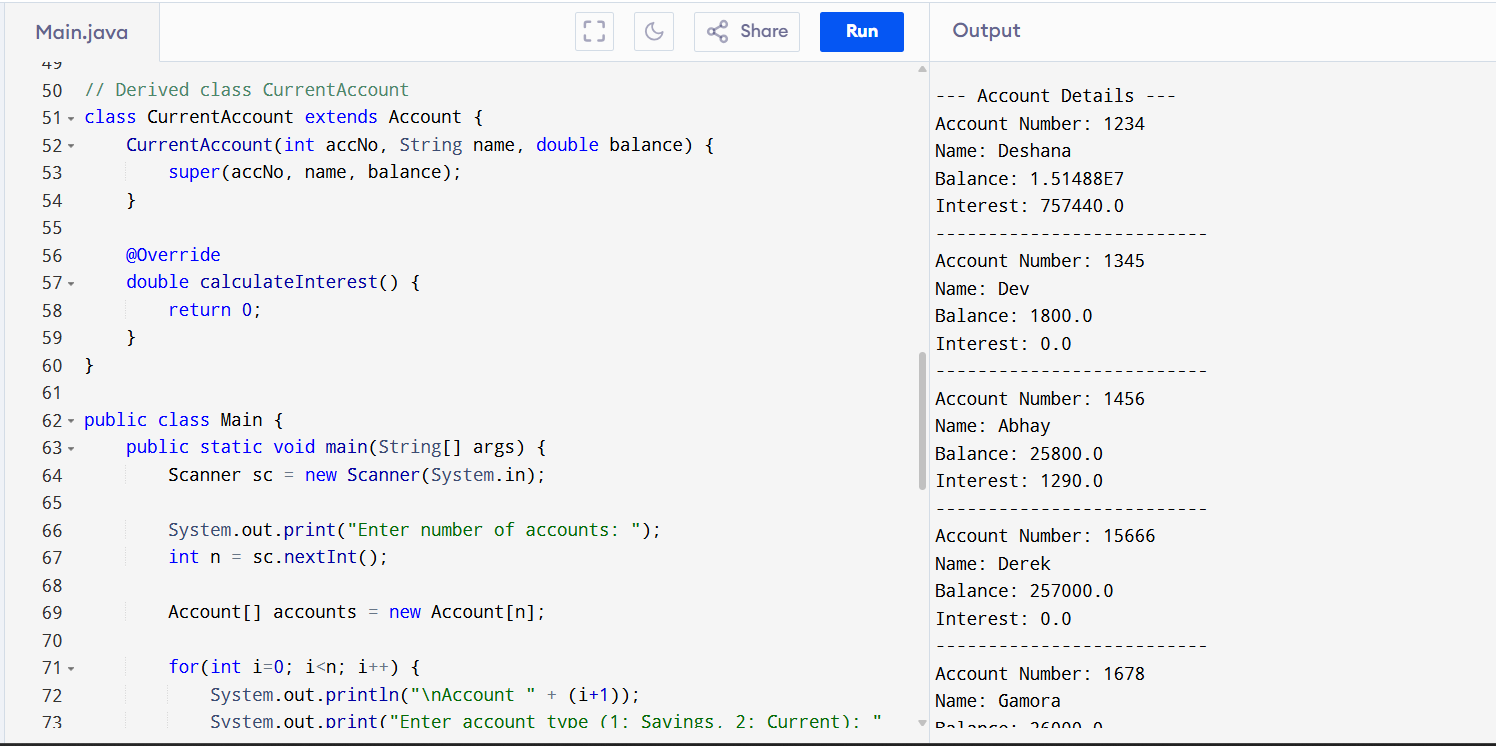 Main.java
Share
Run
Output
49
50 // Derived class CurrentAccount
51 class CurrentAccount extends Account {
52 CurrentAccount(int accNo, String name, double balance) {
53 super(accNo, name, balance);
54 }
55
56 @Override
57 double calculateInterest() {
58 return 0;
59 }
60 }
61
62 public class Main {
63 public static void main(String[] args) {
64 Scanner sc = new Scanner(System.in);
65
66 System.out.print("Enter number of accounts: ");
67 int n = sc.nextInt();
68
69 Account[] accounts = new Account[n];
70
71 for(int i=0; i<n; i++) {
72 System.out.println("\nAccount " + (i+1));
73 System.out.print("Enter account type (1: Savings, 2: Current): "
--- Account Details ---
Account Number: 1234
Name: Deshana
Balance: 1.51488E7
Interest: 757440.0
--------------------------
Account Number: 1345
Name: Dev
Balance: 1800.0
Interest: 0.0
--------------------------
Account Number: 1456
Name: Abhay
Balance: 25800.0
Interest: 1290.0
--------------------------
Account Number: 15666
Name: Derek
Balance: 257000.0
Interest: 0.0
--------------------------
Account Number: 1678
Name: Gamora
Balance: 26000.0